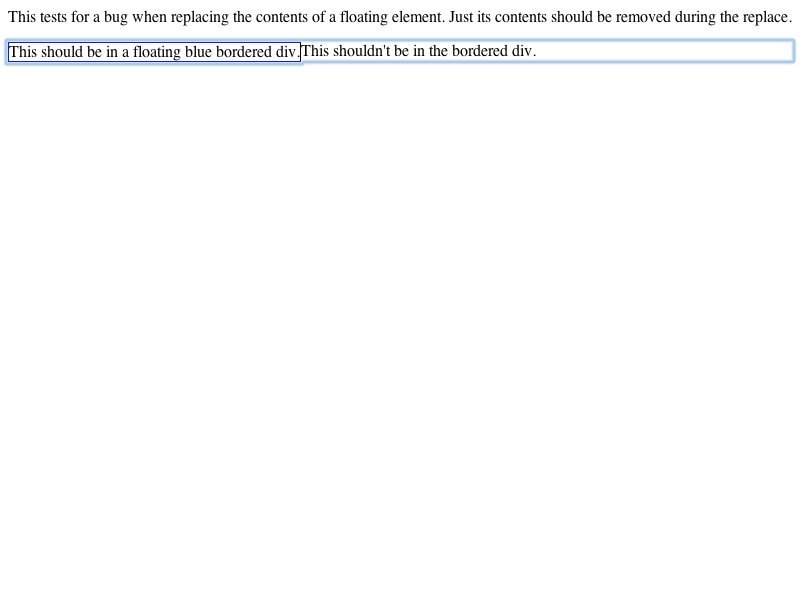 This tests for a bug when replacing the contents of a floating element. Just its contents should be removed during the replace.
This should be in a floating blue bordered div.This shouldn't be in the bordered div.